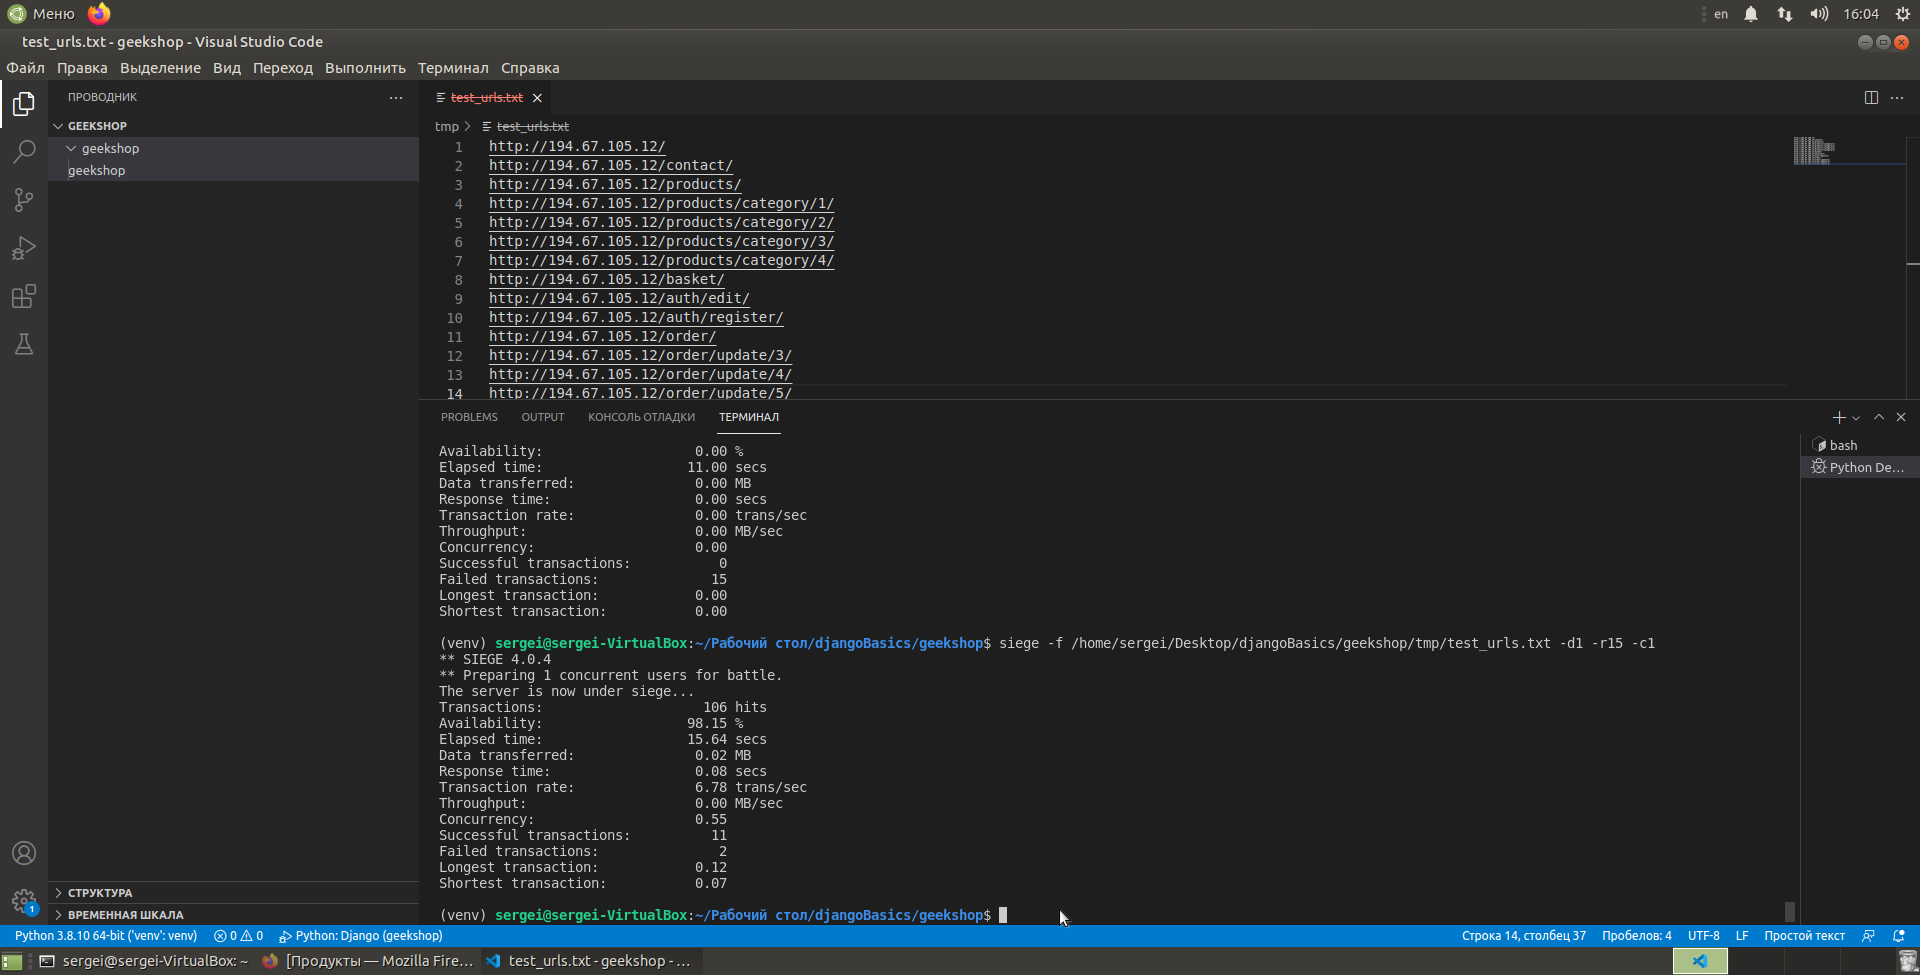 Меню
en
16:04
test_urls.txt - geekshop - Visual Studio Code
Файл Правка Выделение Вид Переход Выполнить Терминал Справка
ПРОВОДНИК
GEEKSHOP
geekshop
geekshop
СТРУКТУРА
ВРЕМЕННАЯ ШКАЛА
1
test_urls.txt
tmp > test_urls.txt
1 http://194.67.105.12/
2 http://194.67.105.12/contact/
3 http://194.67.105.12/products/
4 http://194.67.105.12/products/category/1/
5 http://194.67.105.12/products/category/2/
6 http://194.67.105.12/products/category/3/
7 http://194.67.105.12/products/category/4/
8 http://194.67.105.12/basket/
9 http://194.67.105.12/auth/edit/
10 http://194.67.105.12/auth/register/
11 http://194.67.105.12/order/
12 http://194.67.105.12/order/update/3/
13 http://194.67.105.12/order/update/4/
14 http://194.67.105.12/order/update/5/
PROBLEMS OUTPUT КОНСОЛЬ ОТЛАДКИ ТЕРМИНАЛ
bash
Python De...
Availability: 0.00 %
Elapsed time: 11.00 secs
Data transferred: 0.00 MB
Response time: 0.00 secs
Transaction rate: 0.00 trans/sec
Throughput: 0.00 MB/sec
Concurrency: 0.00
Successful transactions: 0
Failed transactions: 15
Longest transaction: 0.00
Shortest transaction: 0.00
(venv) sergei@sergei-VirtualBox:~/Рабочий стол/djangoBasics/geekshop$ siege -f /home/sergei/Desktop/djangoBasics/geekshop/tmp/test_urls.txt -d1 -r15 -c1
** SIEGE 4.0.4
** Preparing 1 concurrent users for battle.
The server is now under siege...
Transactions: 106 hits
Availability: 98.15 %
Elapsed time: 15.64 secs
Data transferred: 0.02 MB
Response time: 0.08 secs
Transaction rate: 6.78 trans/sec
Throughput: 0.00 MB/sec
Concurrency: 0.55
Successful transactions: 11
Failed transactions: 2
Longest transaction: 0.12
Shortest transaction: 0.07
(venv) sergei@sergei-VirtualBox:~/Рабочий стол/djangoBasics/geekshop$
Python 3.8.10 64-bit ('venv': venv) 0 0 Python: Django (geekshop) Строка 14, столбец 37 Пробелов: 4 UTF-8 LF Простой текст
sergei@sergei-VirtualBox: ~ [Продукты — Mozilla Fire... test_urls.txt - geekshop - ...